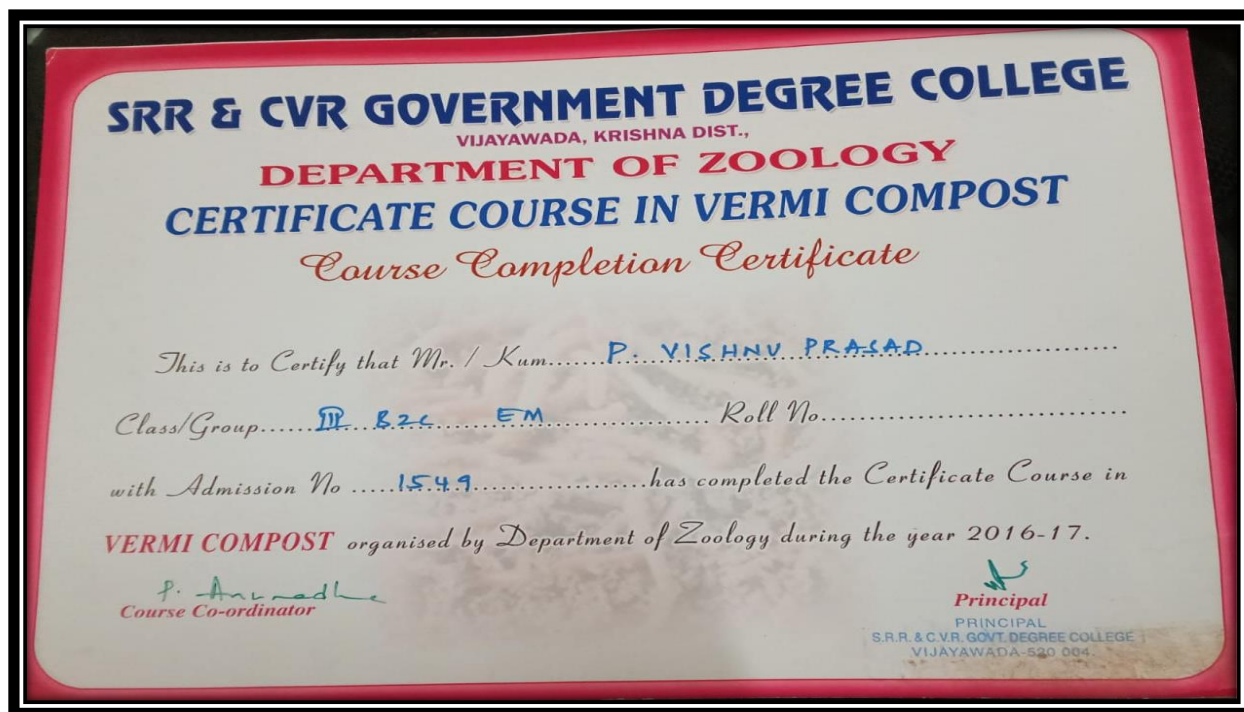 SRR & CVR GOVERNMENT DEGREE COLLEGE
VIJAYAWADA, KRISHNA DIST.,
DEPARTMENT OF ZOOLOGY
CERTIFICATE COURSE IN VERMI COMPOST
Course Completion Certificate
This is to Certify that Mr. / Kum...... P. VISHNU PRASAD ..............................
Class/Group...... III BZC EM ........................ Roll No......................................
with Admission No ..... 1549 ......................has completed the Certificate Course in
VERMI COMPOST organised by Department of Zoology during the year 2016-17.
P. Anuradha
Course Co-ordinator
Principal
PRINCIPAL
S.R.R. & C.V.R. GOVT. DEGREE COLLEGE
VIJAYAWADA-520 004.